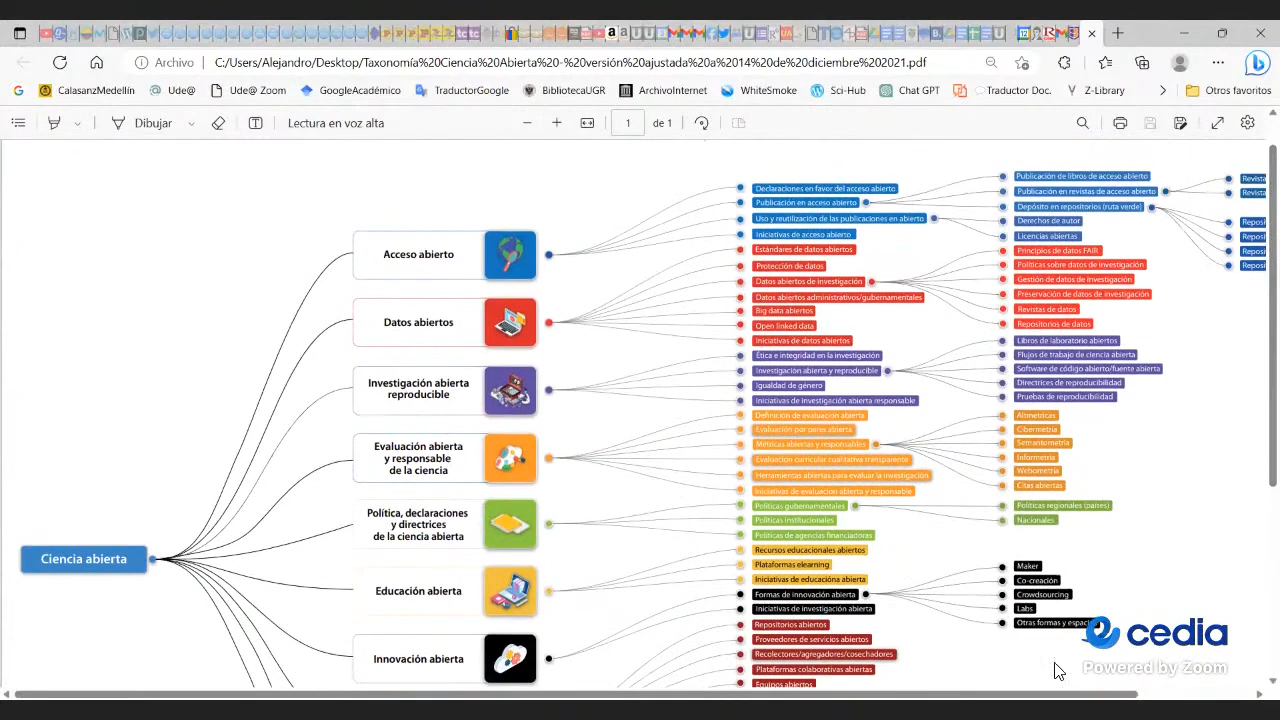 Archivo C:/Users/Alejandro/Desktop/Taxonomía%20Ciencia%20Abierta%20-%20versión%20ajustada%20a%2014%20de%20diciembre%202021.pdf
CalasanzMedellín Ude@ Ude@Zoom GoogleAcadémico TraductorGoogle BibliotecaUGR ArchivoInternet WhiteSmoke Sci-Hub Chat GPT Traductor Doc. Z-Library Otros favoritos
Dibujar Lectura en voz alta 1 de 1
Ciencia abierta
Acceso abierto
Datos abiertos
Investigación abierta
reproducible
Evaluación abierta
y responsable
de la ciencia
Política, declaraciones
y directrices
de la ciencia abierta
Educación abierta
Innovación abierta
Declaraciones en favor del acceso abierto
Publicación en acceso abierto
Uso y reutilización de las publicaciones en abierto
Iniciativas de acceso abierto
Estándares de datos abiertos
Protección de datos
Datos abiertos de investigación
Datos abiertos administrativos/gubernamentales
Big data abiertos
Open linked data
Iniciativas de datos abiertos
Ética e integridad en la investigación
Investigación abierta y reproducible
Igualdad de género
Iniciativas de investigación abierta responsable
Definición de evaluación abierta
Evaluación por pares abierta
Métricas abiertas y responsables
Evaluación curricular cualitativa transparente
Herramientas abiertas para evaluar la investigación
Iniciativas de evaluación abierta y responsable
Políticas gubernamentales
Políticas institucionales
Políticas de agencias financiadoras
Recursos educacionales abiertos
Plataformas elearning
Iniciativas de educacióna abierta
Formas de innovación abierta
Iniciativas de investigación abierta
Repositorios abiertos
Proveedores de servicios abiertos
Recolectores/agregadores/cosechadores
Plataformas colaborativas abiertas
Equipos abiertos
Publicación de libros de acceso abierto
Publicación en revistas de acceso abierto
Depósito en repositorios (ruta verde)
Derechos de autor
Licencias abiertas
Principios de datos FAIR
Políticas sobre datos de investigación
Gestión de datos de investigación
Preservación de datos de investigación
Revistas de datos
Repositorios de datos
Libros de laboratorio abiertos
Flujos de trabajo de ciencia abierta
Software de código abierto/fuente abierta
Directrices de reproducibilidad
Pruebas de reproducibilidad
Altmetricas
Cibermetría
Semantometría
Informetría
Webometría
Citas abiertas
Políticas regionales (países)
Nacionales
Maker
Co-creación
Crowdsourcing
Labs
Otras formas y
Revista
Revista
Reposi
Reposi
Reposi
Reposi
cedia
Powered by Zoom